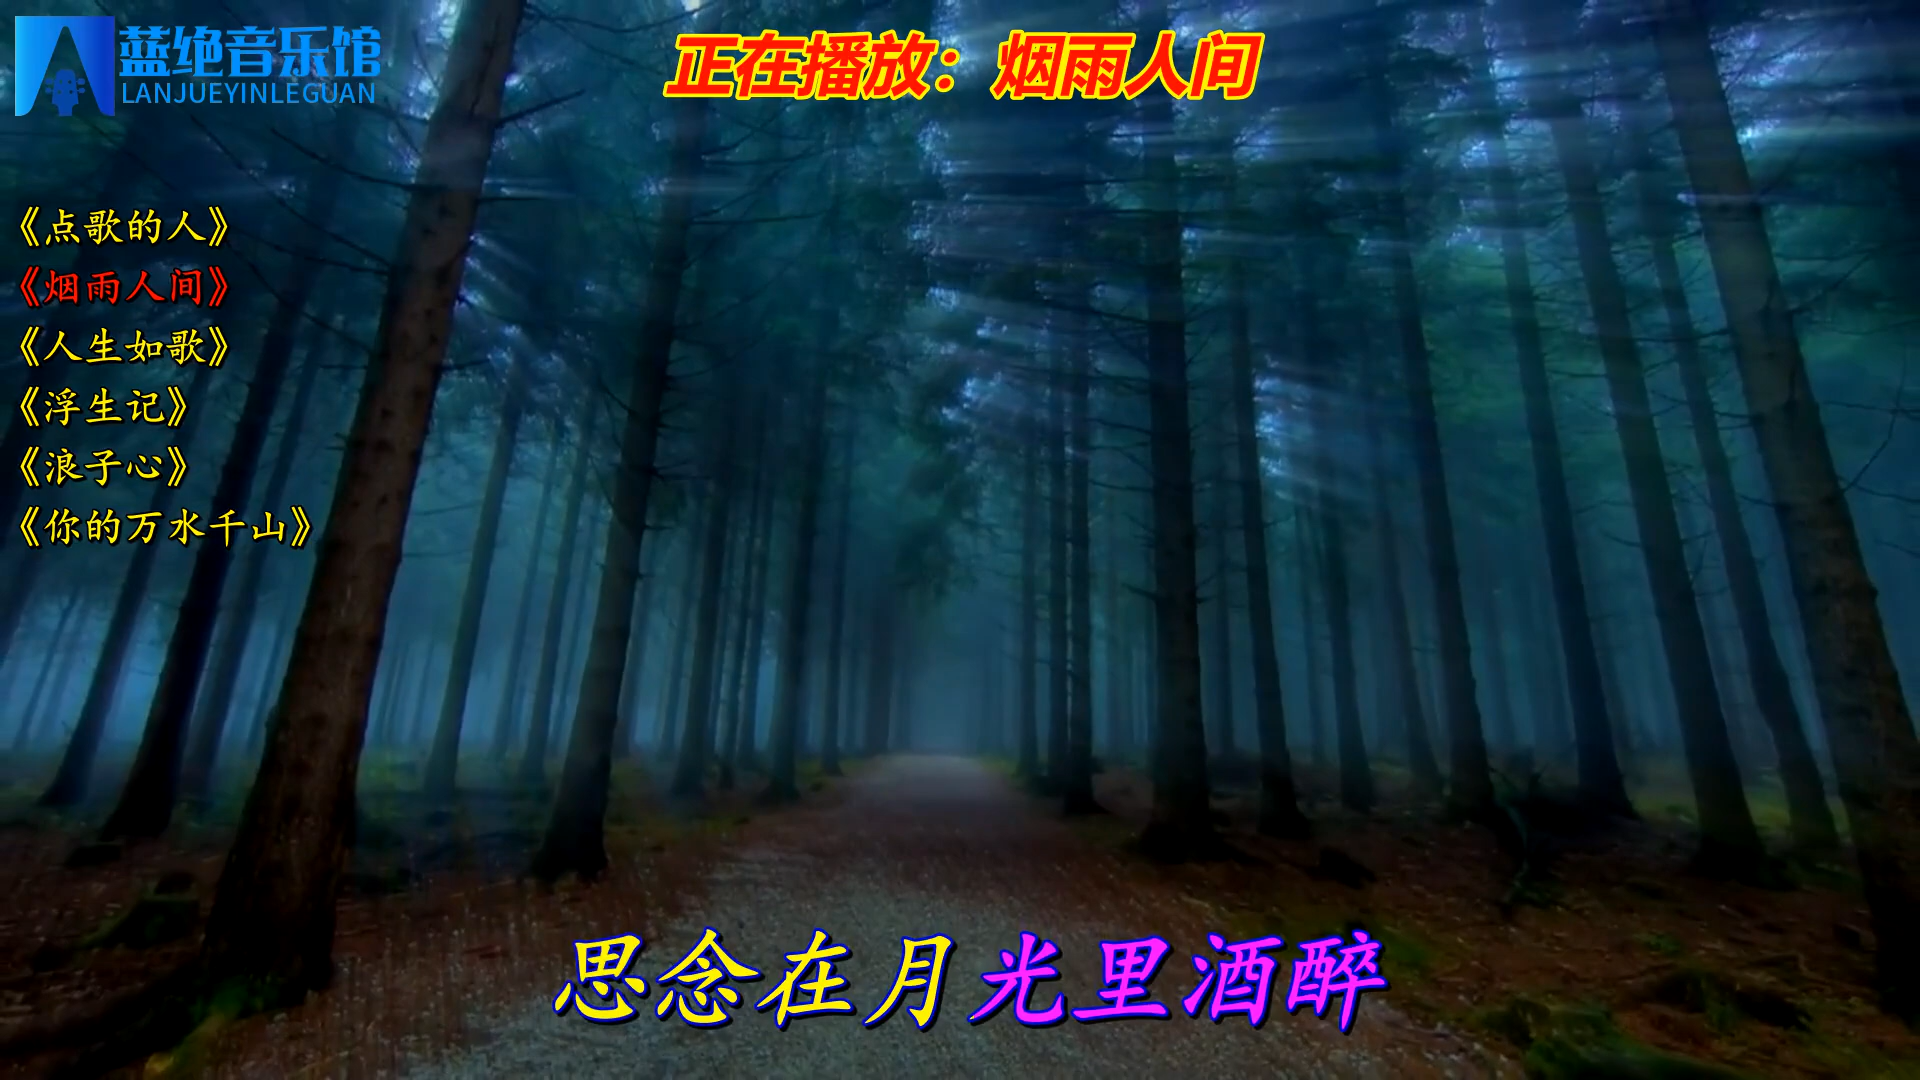 蓝绝音乐馆
LANJUEYINLEGUAN
正在播放：烟雨人间
《点歌的人》
《烟雨人间》
《人生如歌》
《浮生记》
《浪子心》
《你的万水千山》
思念在月光里酒醉